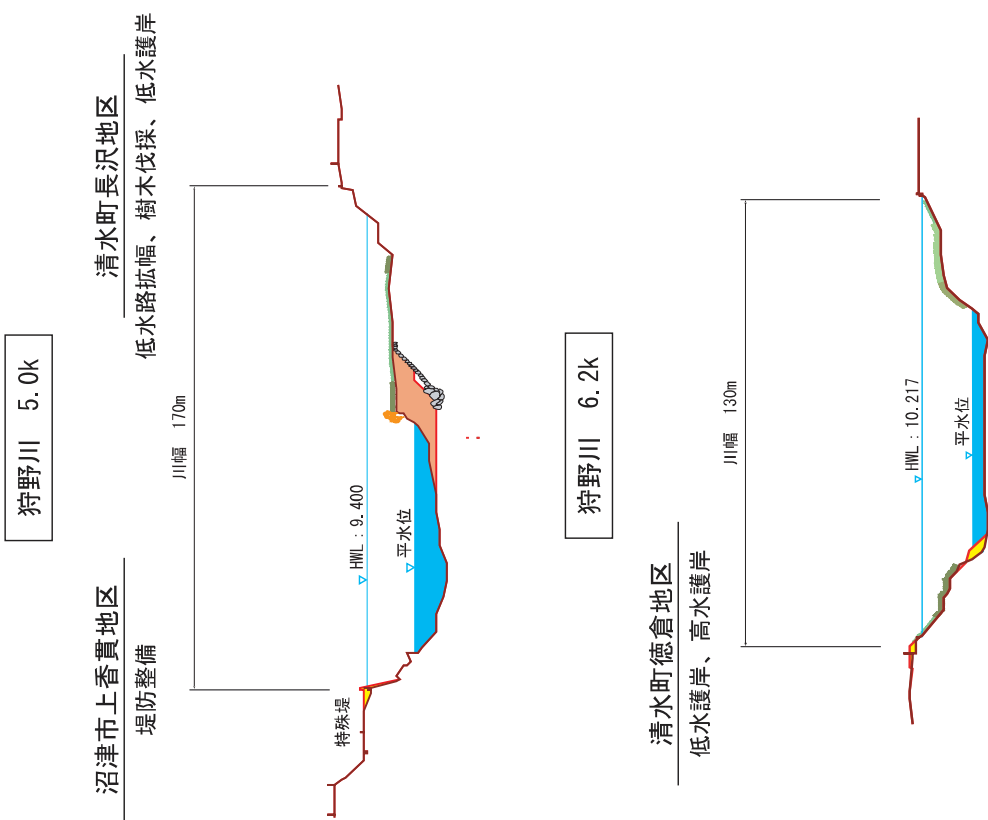 狩野川 5.0k
沼津市上香貫地区
堤防整備
清水町長沢地区
低水路拡幅、樹木伐採、低水護岸
川幅 170m
HWL：9.400
平水位
特殊堤
狩野川 6.2k
清水町徳倉地区
低水護岸、高水護岸
川幅 130m
HWL：10.217
平水位